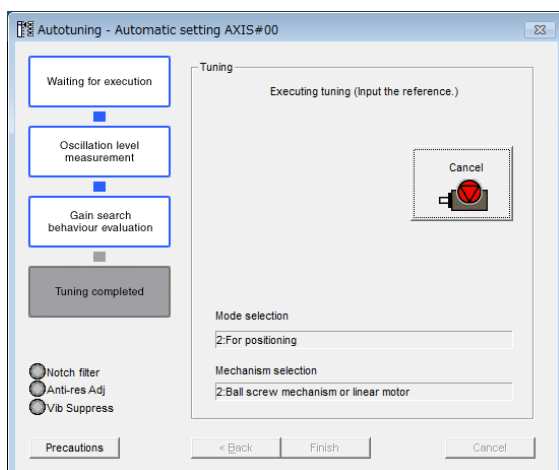 Autotuning - Automatic setting AXIS#00
Waiting for execution
Oscillation level
measurement
Gain search
behaviour evaluation
Tuning completed
Notch filter
Anti-res Adj
Vib Suppress
Precautions
Tuning
Executing tuning (Input the reference.)
Cancel
Mode selection
2:For positioning
Mechanism selection
2:Ball screw mechanism or linear motor
< Back
Finish
Cancel